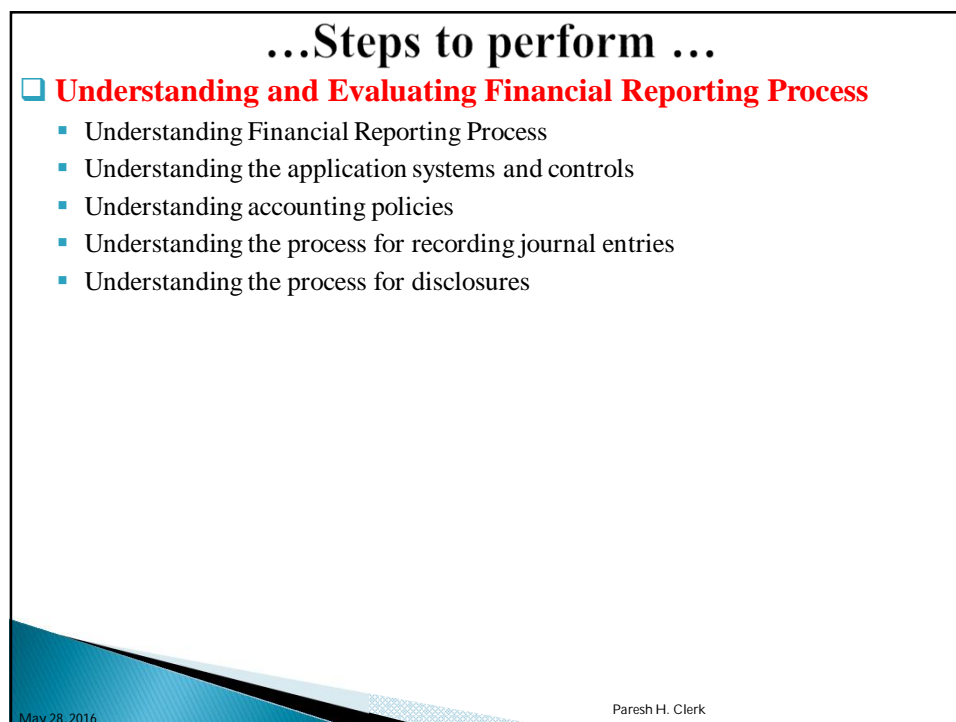 …Steps to perform …
Understanding and Evaluating Financial Reporting Process
Understanding Financial Reporting Process
Understanding the application systems and controls
Understanding accounting policies
Understanding the process for recording journal entries
Understanding the process for disclosures
May 28, 2016
Paresh H. Clerk